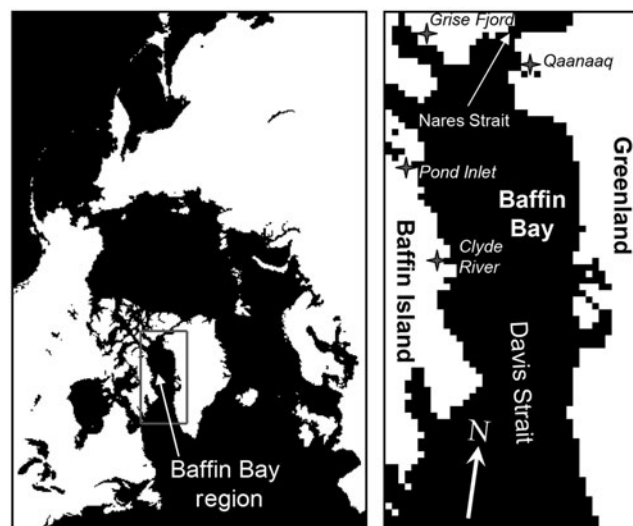 Baffin Bay
region
Grise Fjord
Qaanaaq
Nares Strait
Pond Inlet
Baffin
Bay
Greenland
Clyde
River
Baffin Island
Davis Strait
N